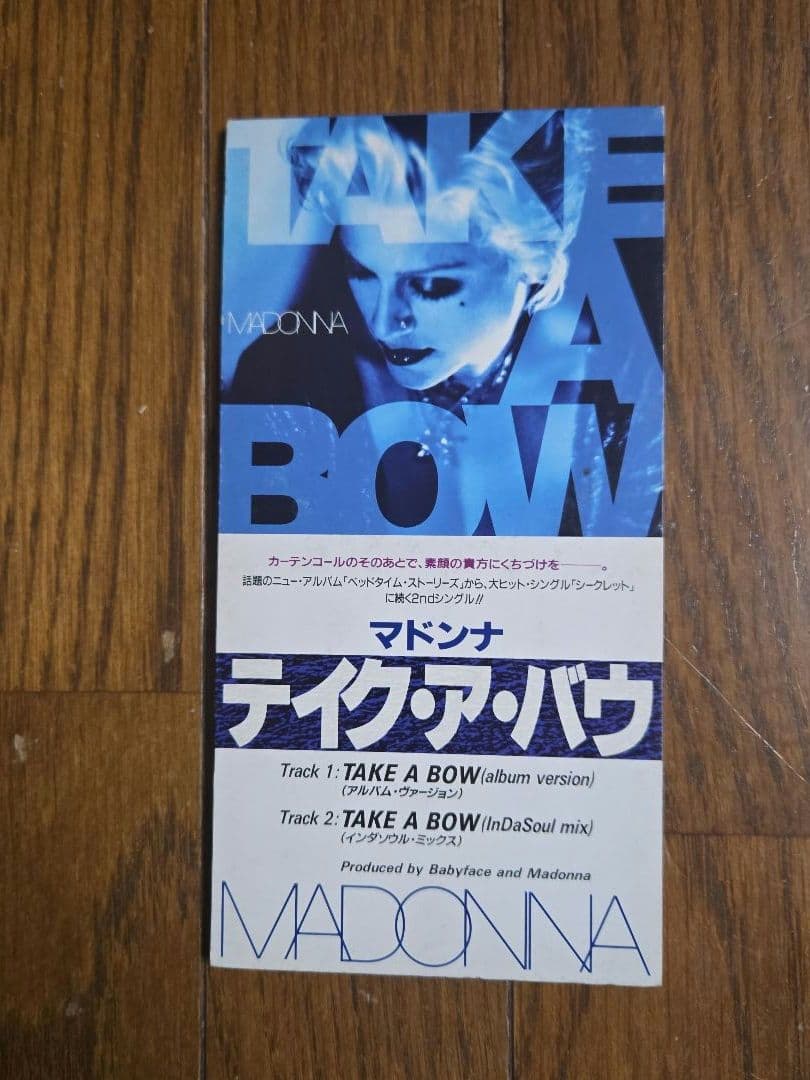 TAKE
A
MADONNA
BOW
カーテンコールのそのあとで、素顔の貴方にくちづけを———。
話題のニュー・アルバム「ベッドタイム・ストーリーズ」から、大ヒット・シングル「シークレット」
に続く2ndシングル!!
マドンナ
テイク・ア・バウ
Track 1: TAKE A BOW (album version)
(アルバム・ヴァージョン)
Track 2: TAKE A BOW (InDaSoul mix)
(インダソウル・ミックス)
Produced by Babyface and Madonna
MADONNA